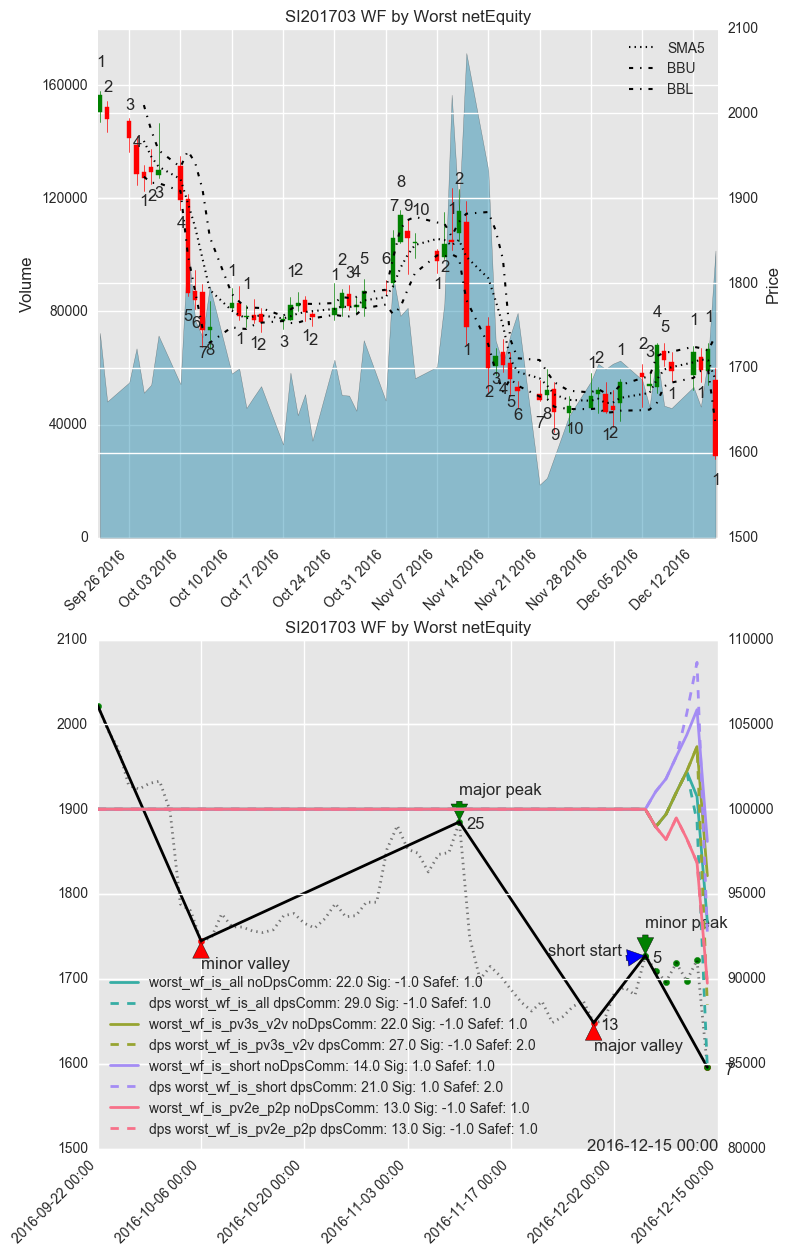 SI201703 WF by Worst netEquity
SMA5
BBU
BBL
Volume
160000
120000
80000
40000
0
Price
2100
2000
1900
1800
1700
1600
1500
Sep 26 2016
Oct 03 2016
Oct 10 2016
Oct 17 2016
Oct 24 2016
Oct 31 2016
Nov 07 2016
Nov 14 2016
Nov 21 2016
Nov 28 2016
Dec 05 2016
Dec 12 2016
SI201703 WF by Worst netEquity
2100
2000
1900
1800
1700
1600
1500
110000
105000
100000
95000
90000
85000
80000
major peak
25
minor peak
short start
5
minor valley
13
major valley
7
worst_wf_is_all noDpsComm: 22.0 Sig: -1.0 Safef: 1.0
dps worst_wf_is_all dpsComm: 29.0 Sig: -1.0 Safef: 1.0
worst_wf_is_pv3s_v2v noDpsComm: 22.0 Sig: -1.0 Safef: 1.0
dps worst_wf_is_pv3s_v2v dpsComm: 27.0 Sig: -1.0 Safef: 2.0
worst_wf_is_short noDpsComm: 14.0 Sig: 1.0 Safef: 1.0
dps worst_wf_is_short dpsComm: 21.0 Sig: 1.0 Safef: 2.0
worst_wf_is_pv2e_p2p noDpsComm: 13.0 Sig: -1.0 Safef: 1.0
dps worst_wf_is_pv2e_p2p dpsComm: 13.0 Sig: -1.0 Safef: 1.0
2016-12-15 00:00
2016-09-22 00:00
2016-10-06 00:00
2016-10-20 00:00
2016-11-03 00:00
2016-11-17 00:00
2016-12-02 00:00
2016-12-15 00:00